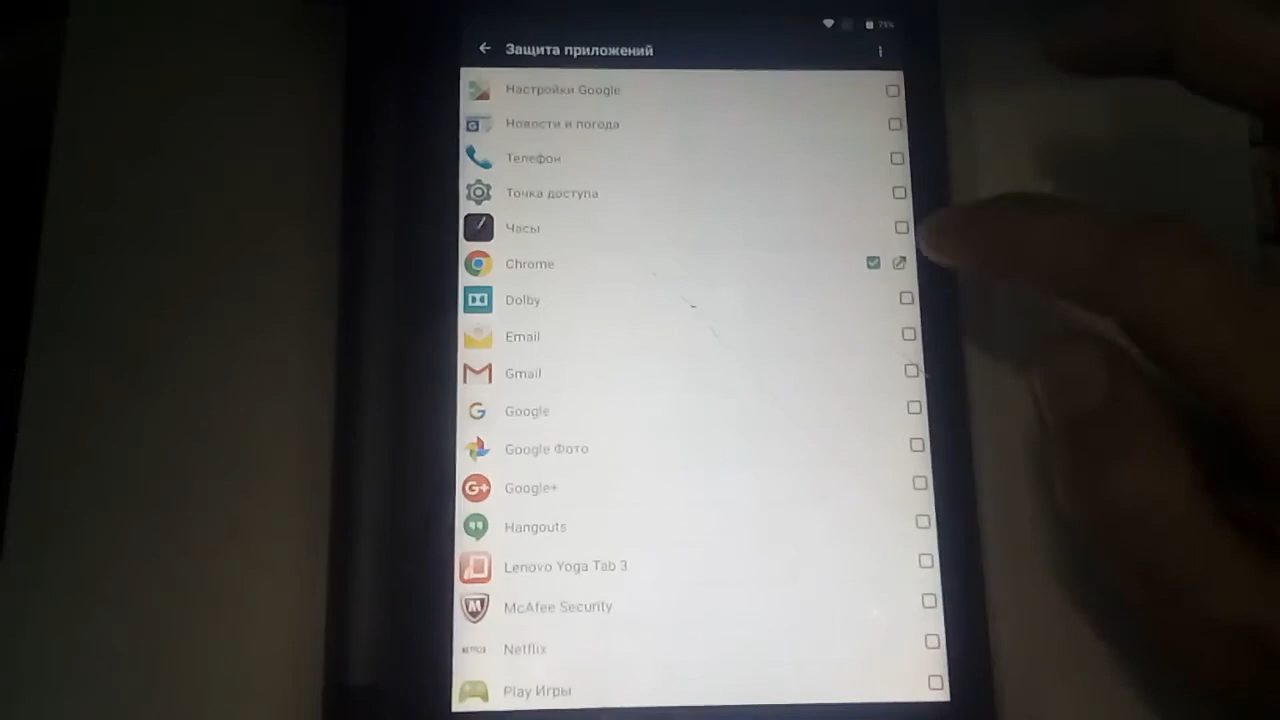 79%
Защита приложений
Настройки Google
Новости и погода
Телефон
Точка доступа
Часы
Chrome
Dolby
Email
Gmail
Google
Google Фото
Google+
Hangouts
Lenovo Yoga Tab 3
McAfee Security
Netflix
Play Игры